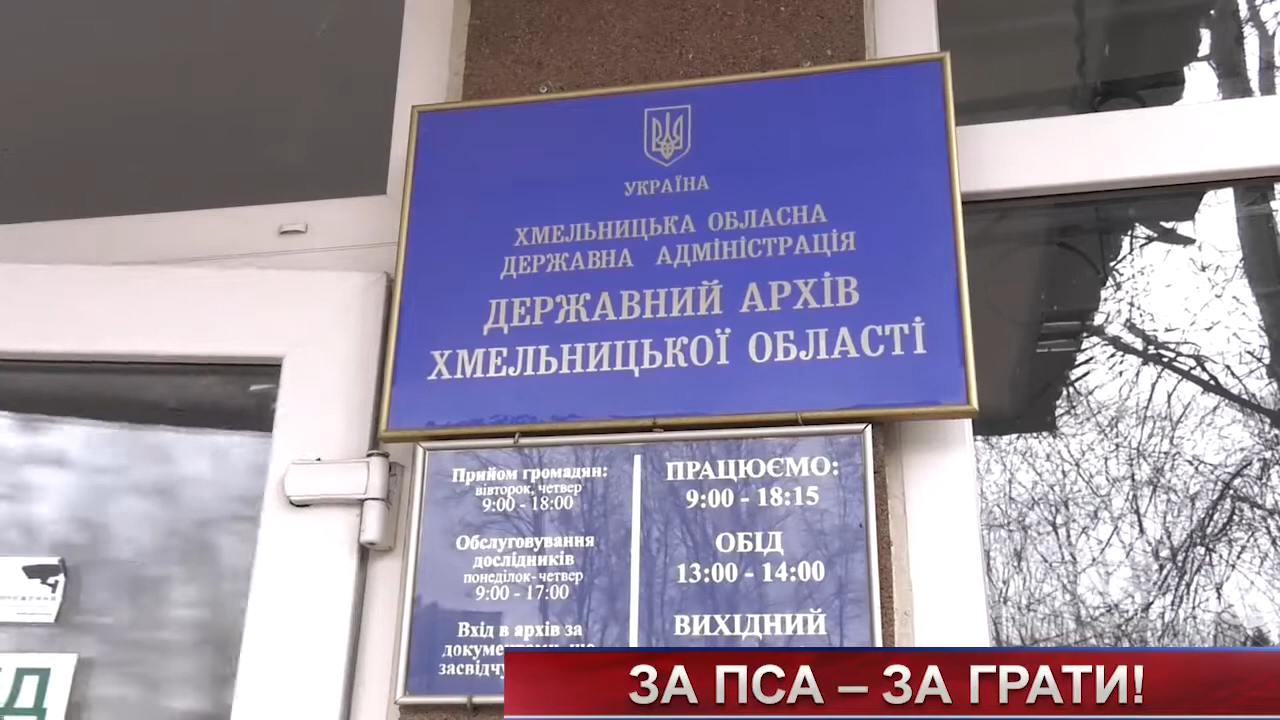 УКРАЇНА
ХМЕЛЬНИЦЬКА ОБЛАСНА
ДЕРЖАВНА АДМІНІСТРАЦІЯ
ДЕРЖАВНИЙ АРХІВ
ХМЕЛЬНИЦЬКОЇ ОБЛАСТІ
Прийом громадян:
вівторок, четвер
9:00 - 18:00
Обслуговування
дослідників
понеділок-четвер
9:00 - 17:00
Вхід в архів за
ПРАЦЮЄМО:
9:00 - 18:15
ОБІД
13:00 - 14:00
ВИХІДНИЙ
ЗА ПСА – ЗА ГРАТИ!